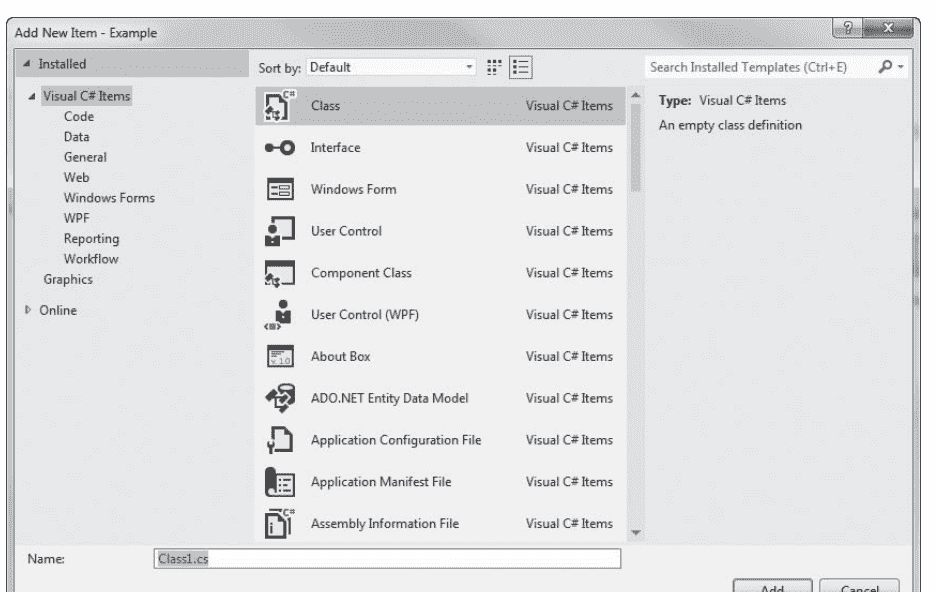 Add New Item - Example
Installed
Sort by: Default
Search Installed Templates (Ctrl+E)
Visual C# Items
Code
Data
General
Web
Windows Forms
WPF
Reporting
Workflow
Graphics
Online
Class Visual C# Items
Interface Visual C# Items
Windows Form Visual C# Items
User Control Visual C# Items
Component Class Visual C# Items
User Control (WPF) Visual C# Items
About Box Visual C# Items
ADO.NET Entity Data Model Visual C# Items
Application Configuration File Visual C# Items
Application Manifest File Visual C# Items
Assembly Information File Visual C# Items
Type: Visual C# Items
An empty class definition
Name: Class1.cs
Add Cancel